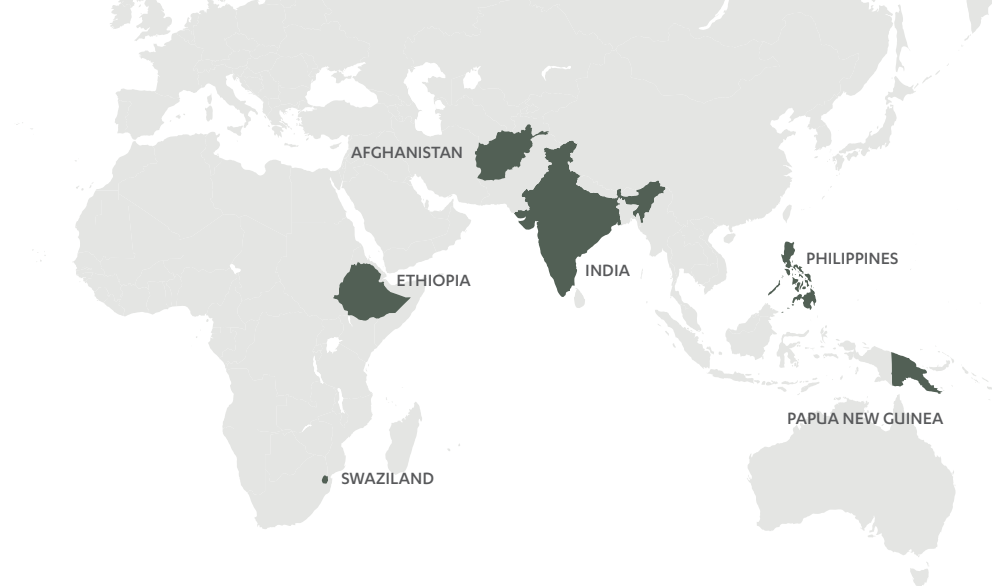 AFGHANISTAN
PHILIPPINES
INDIA
ETHIOPIA
PAPUA NEW GUINEA
SWAZILAND